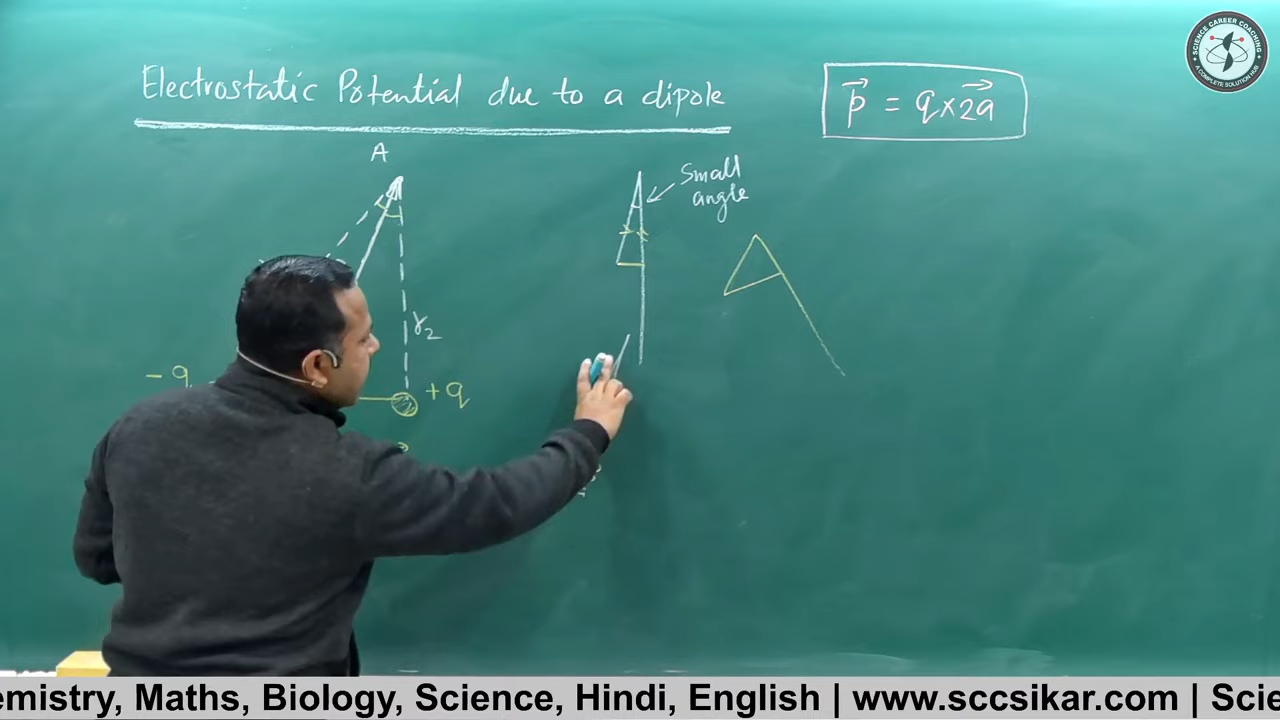 Electrostatic Potential due to a dipole
p⃗ = q×2a⃗
A
Small
angle
r₂
-q
+q
SCIENCE CAREER COACHING
A COMPLETE SOLUTION HUB
emistry, Maths, Biology, Science, Hindi, English | www.sccsikar.com | Scie